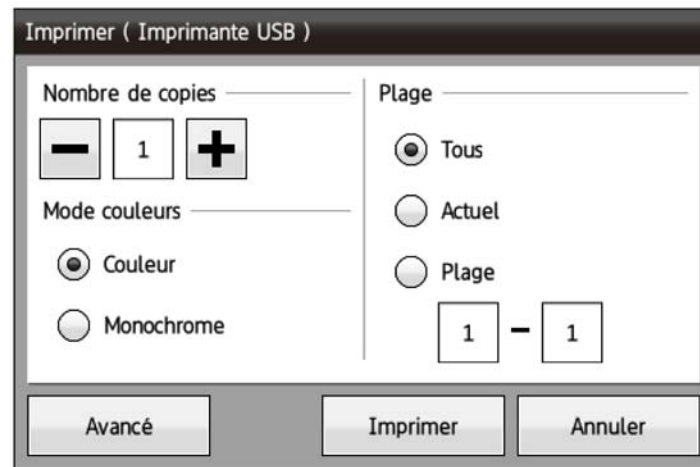 Imprimer ( Imprimante USB )
Nombre de copies
1
Mode couleurs
Couleur
Monochrome
Plage
Tous
Actuel
Plage
1 – 1
Avancé
Imprimer
Annuler